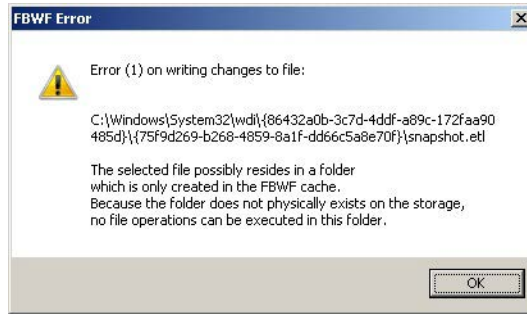 FBWF Error
Error (1) on writing changes to file:
C:\Windows\System32\wdi\{86432a0b-3c7d-4ddf-a89c-172faa90
485d}\{75f9d269-b268-4859-8a1f-dd66c5a8e70f}\snapshot.etl
The selected file possibly resides in a folder
which is only created in the FBWF cache.
Because the folder does not physically exists on the storage,
no file operations can be executed in this folder.
OK